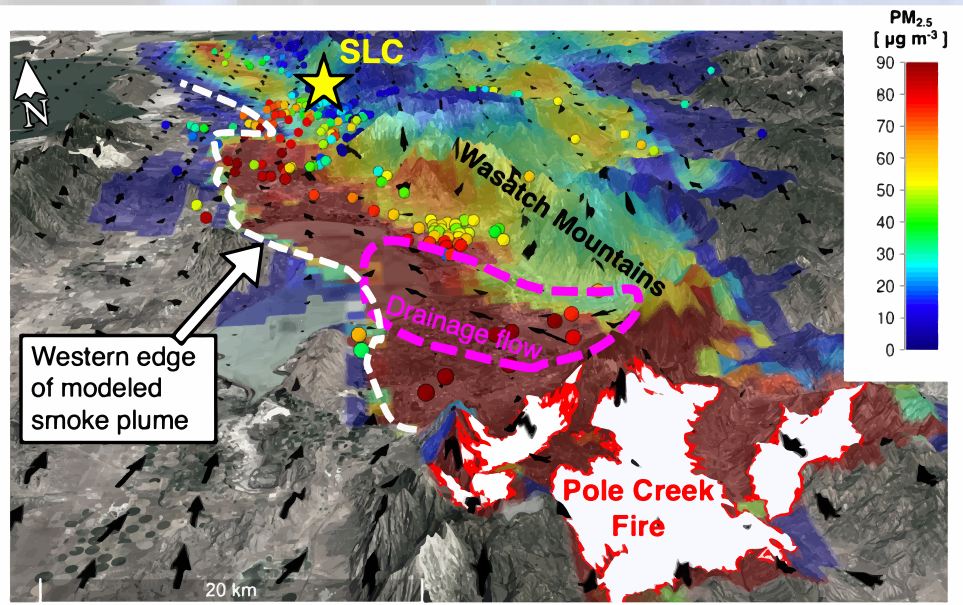 PM2.5
[ µg m-3 ]
90
80
70
60
50
40
30
20
10
0
SLC
N
Wasatch Mountains
Drainage flow
Western edge
of modeled
smoke plume
Pole Creek
Fire
20 km